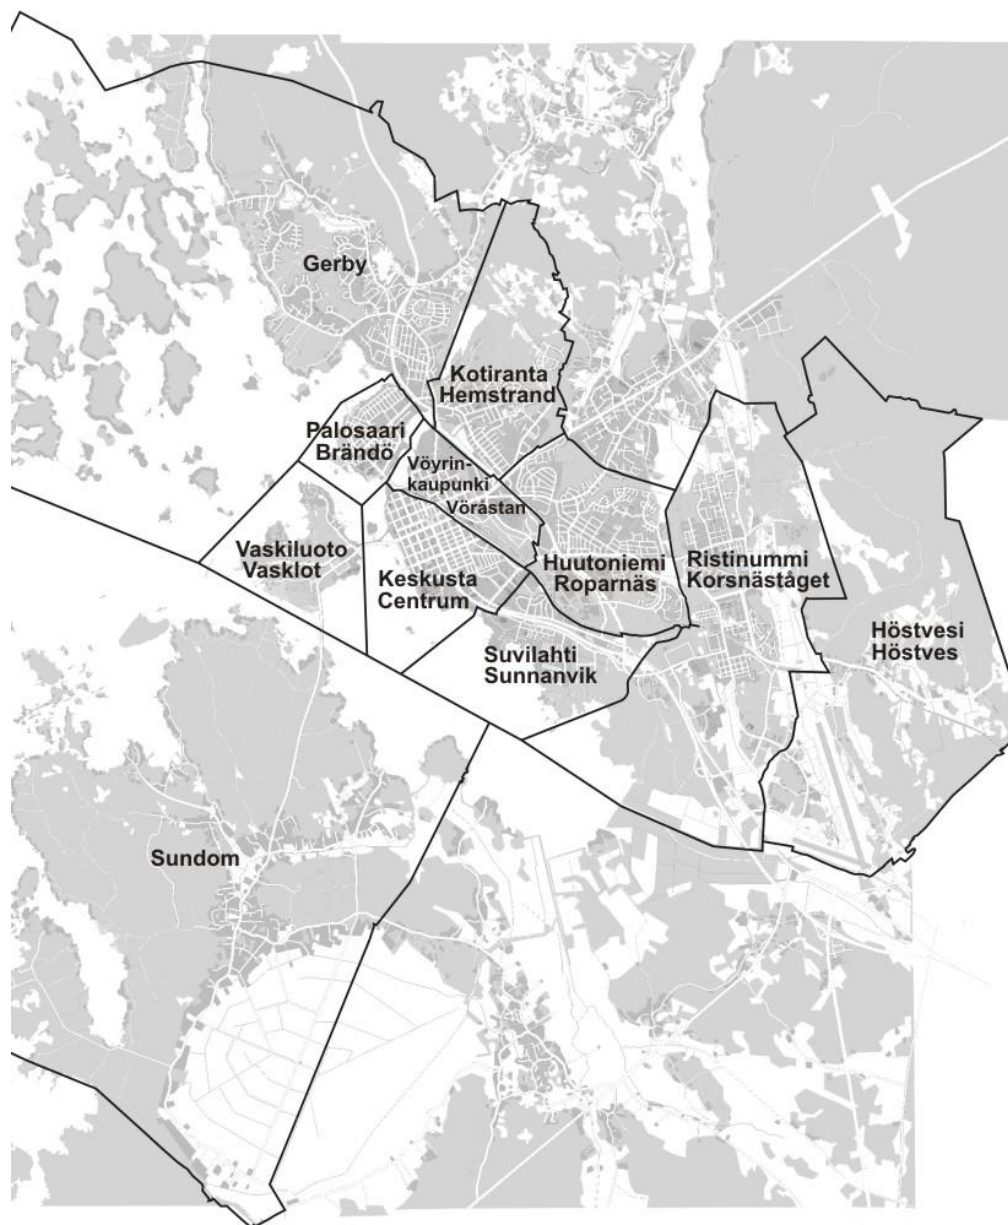 Gerby
Kotiranta
Hemstrand
Palosaari
Brändö
Vöyrin-
kaupunki
Vöråstan
Vaskiluoto
Vasklot
Keskusta
Centrum
Huutoniemi
Roparnäs
Ristinummi
Korsnäståget
Höstvesi
Höstves
Suvilahti
Sunnanvik
Sundom